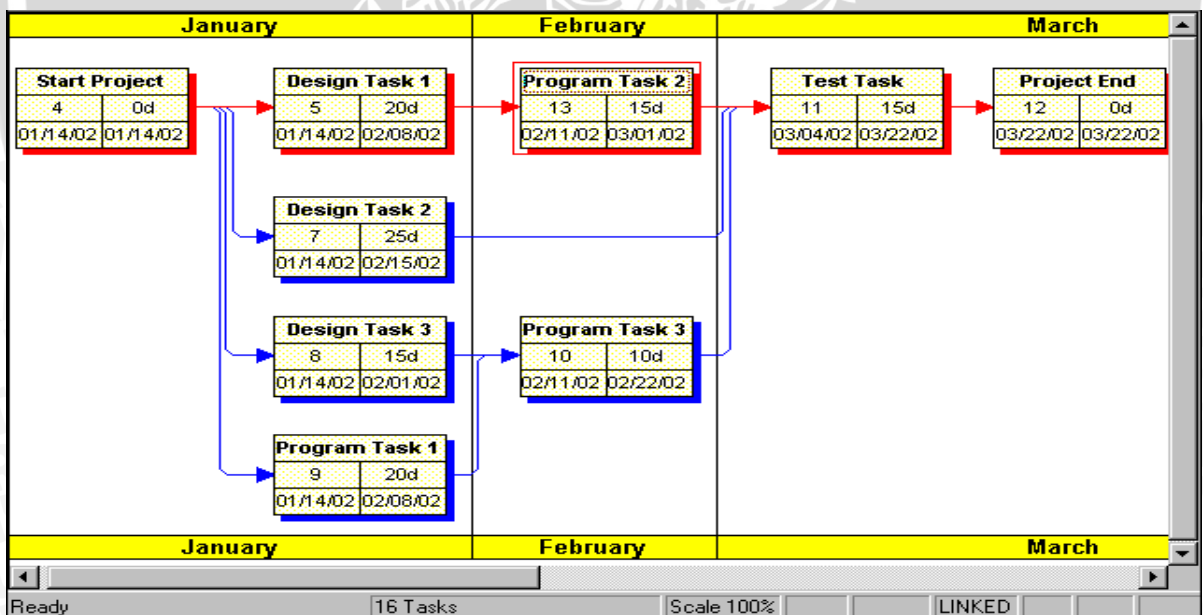 January February March
Start Project Design Task 1 Program Task 2 Test Task Project End
4 0d 5 20d 13 15d 11 15d 12 0d
01/14/02 01/14/02 01/14/02 02/08/02 02/11/02 03/01/02 03/04/02 03/22/02 03/22/02 03/22/02
Design Task 2
7 25d
01/14/02 02/15/02
Design Task 3 Program Task 3
8 15d 10 10d
01/14/02 02/01/02 02/11/02 02/22/02
Program Task 1
9 20d
01/14/02 02/08/02
January February March
Ready 16 Tasks Scale 100% LINKED